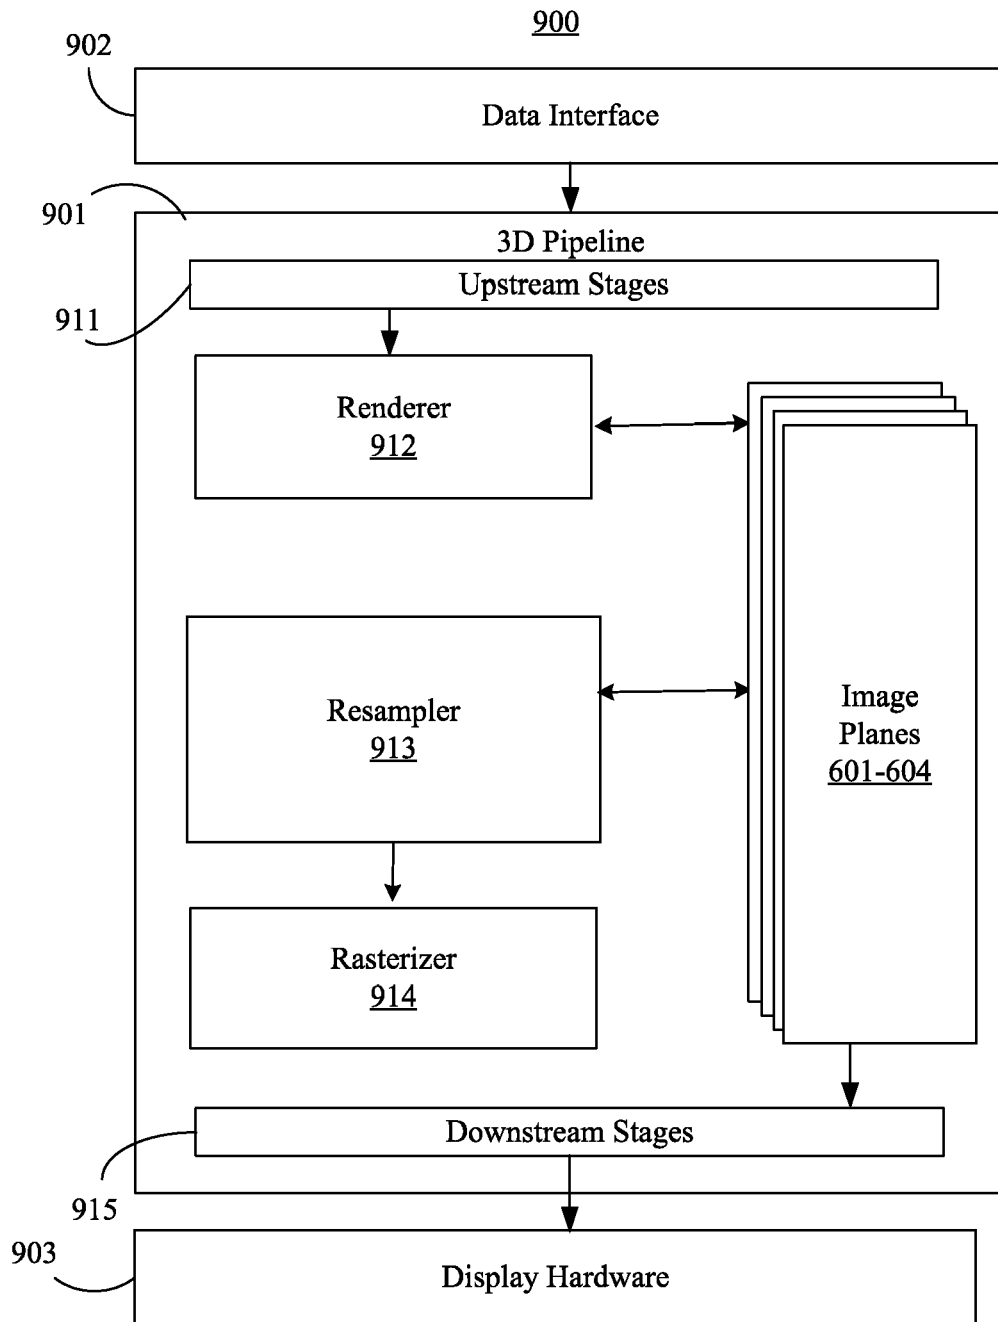 900
902
Data Interface
901
3D Pipeline
Upstream Stages
911
Renderer
912
Resampler
913
Image
Planes
601-604
Rasterizer
914
Downstream Stages
915
903
Display Hardware